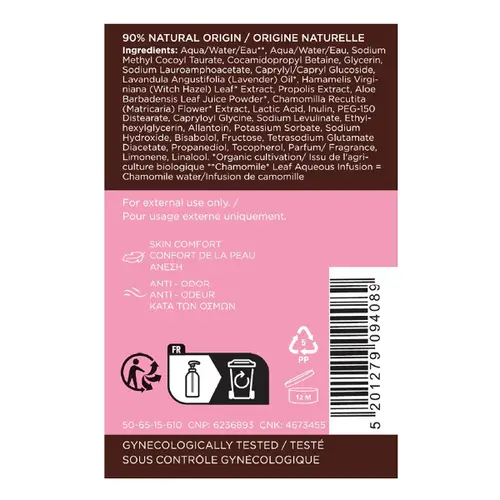 90% NATURAL ORIGIN / ORIGINE NATURELLE
Ingredients: Aqua/Water/Eau**, Aqua/Water/Eau, Sodium
Methyl Cocoyl Taurate, Cocamidopropyl Betaine, Glycerin,
Sodium Lauroamphoacetate, Caprylyl/Capryl Glucoside,
Lavandula Angustifolia (Lavender) Oil*, Hamamelis Virgi-
niana (Witch Hazel) Leaf* Extract, Propolis Extract, Aloe
Barbadensis Leaf Juice Powder*, Chamomilla Recutita
(Matricaria) Flower* Extract, Lactic Acid, Inulin, PEG-150
Distearate, Capryloyl Glycine, Sodium Levulinate, Ethyl-
hexylglycerin, Allantoin, Potassium Sorbate, Sodium
Hydroxide, Bisabolol, Fructose, Tetrasodium Glutamate
Diacetate, Propanediol, Tocopherol, Parfum/ Fragrance,
Limonene, Linalool. *Organic cultivation/ Issu de l'agri-
culture biologique **Chamomile* Leaf Aqueous Infusion =
Chamomile water/Infusion de camomille
For external use only. /
Pour usage externe uniquement.
SKIN COMFORT
CONFORT DE LA PEAU
ΑΝΕΣΗ
ANTI - ODOR
ANTI - ODEUR
ΚΑΤΑ ΤΩΝ ΟΣΜΩΝ
5
PP
FR
12 M
5 201279 094089
50-65-15-610 CNP: 6236893 CNK: 4673455
GYNECOLOGICALLY TESTED / TESTÉ
SOUS CONTRÔLE GYNÉCOLOGIQUE